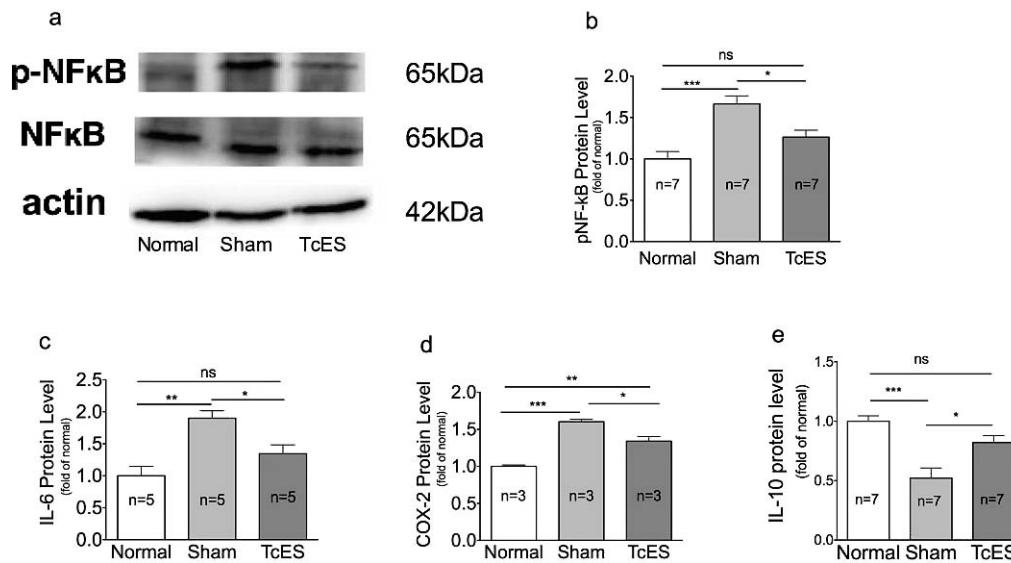 a
p-NFκB 65kDa
NFκB 65kDa
actin 42kDa
Normal Sham TcES
b
pNF-kB Protein Level
(fold of normal)
2.0
1.5
1.0
0.5
0.0
ns
*** *
n=7 n=7 n=7
Normal Sham TcES
c
IL-6 Protein Level
(fold of normal)
2.5
2.0
1.5
1.0
0.5
0.0
ns
** *
n=5 n=5 n=5
Normal Sham TcES
d
COX-2 Protein Level
(fold of normal)
2.0
1.5
1.0
0.5
0.0
**
*** *
n=3 n=3 n=3
Normal Sham TcES
e
IL-10 protein level
(fold of normal)
1.5
1.0
0.5
0.0
ns
***
*
n=7 n=7 n=7
Normal Sham TcES